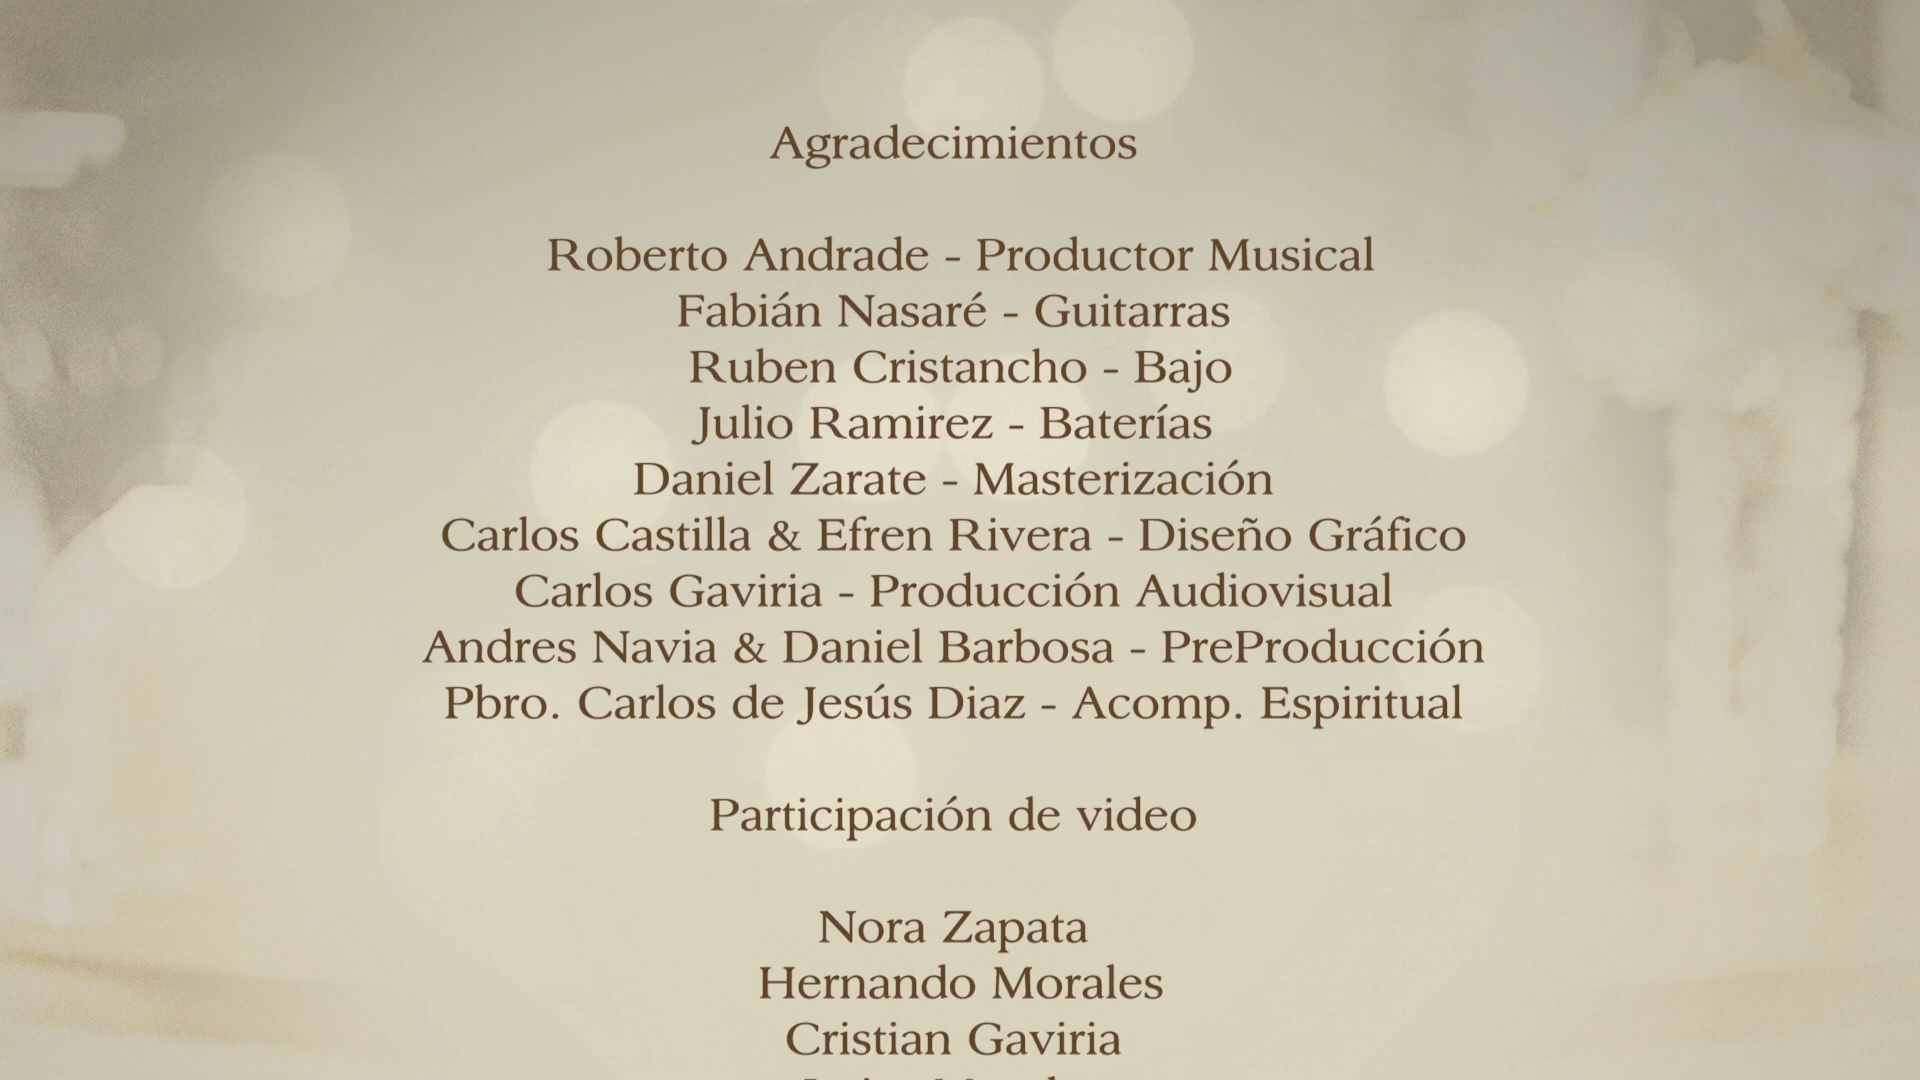 Agradecimientos
Roberto Andrade - Productor Musical
Fabián Nasaré - Guitarras
Ruben Cristancho - Bajo
Julio Ramirez - Baterías
Daniel Zarate - Masterización
Carlos Castilla & Efren Rivera - Diseño Gráfico
Carlos Gaviria - Producción Audiovisual
Andres Navia & Daniel Barbosa - PreProducción
Pbro. Carlos de Jesús Diaz - Acomp. Espiritual
Participación de video
Nora Zapata
Hernando Morales
Cristian Gaviria